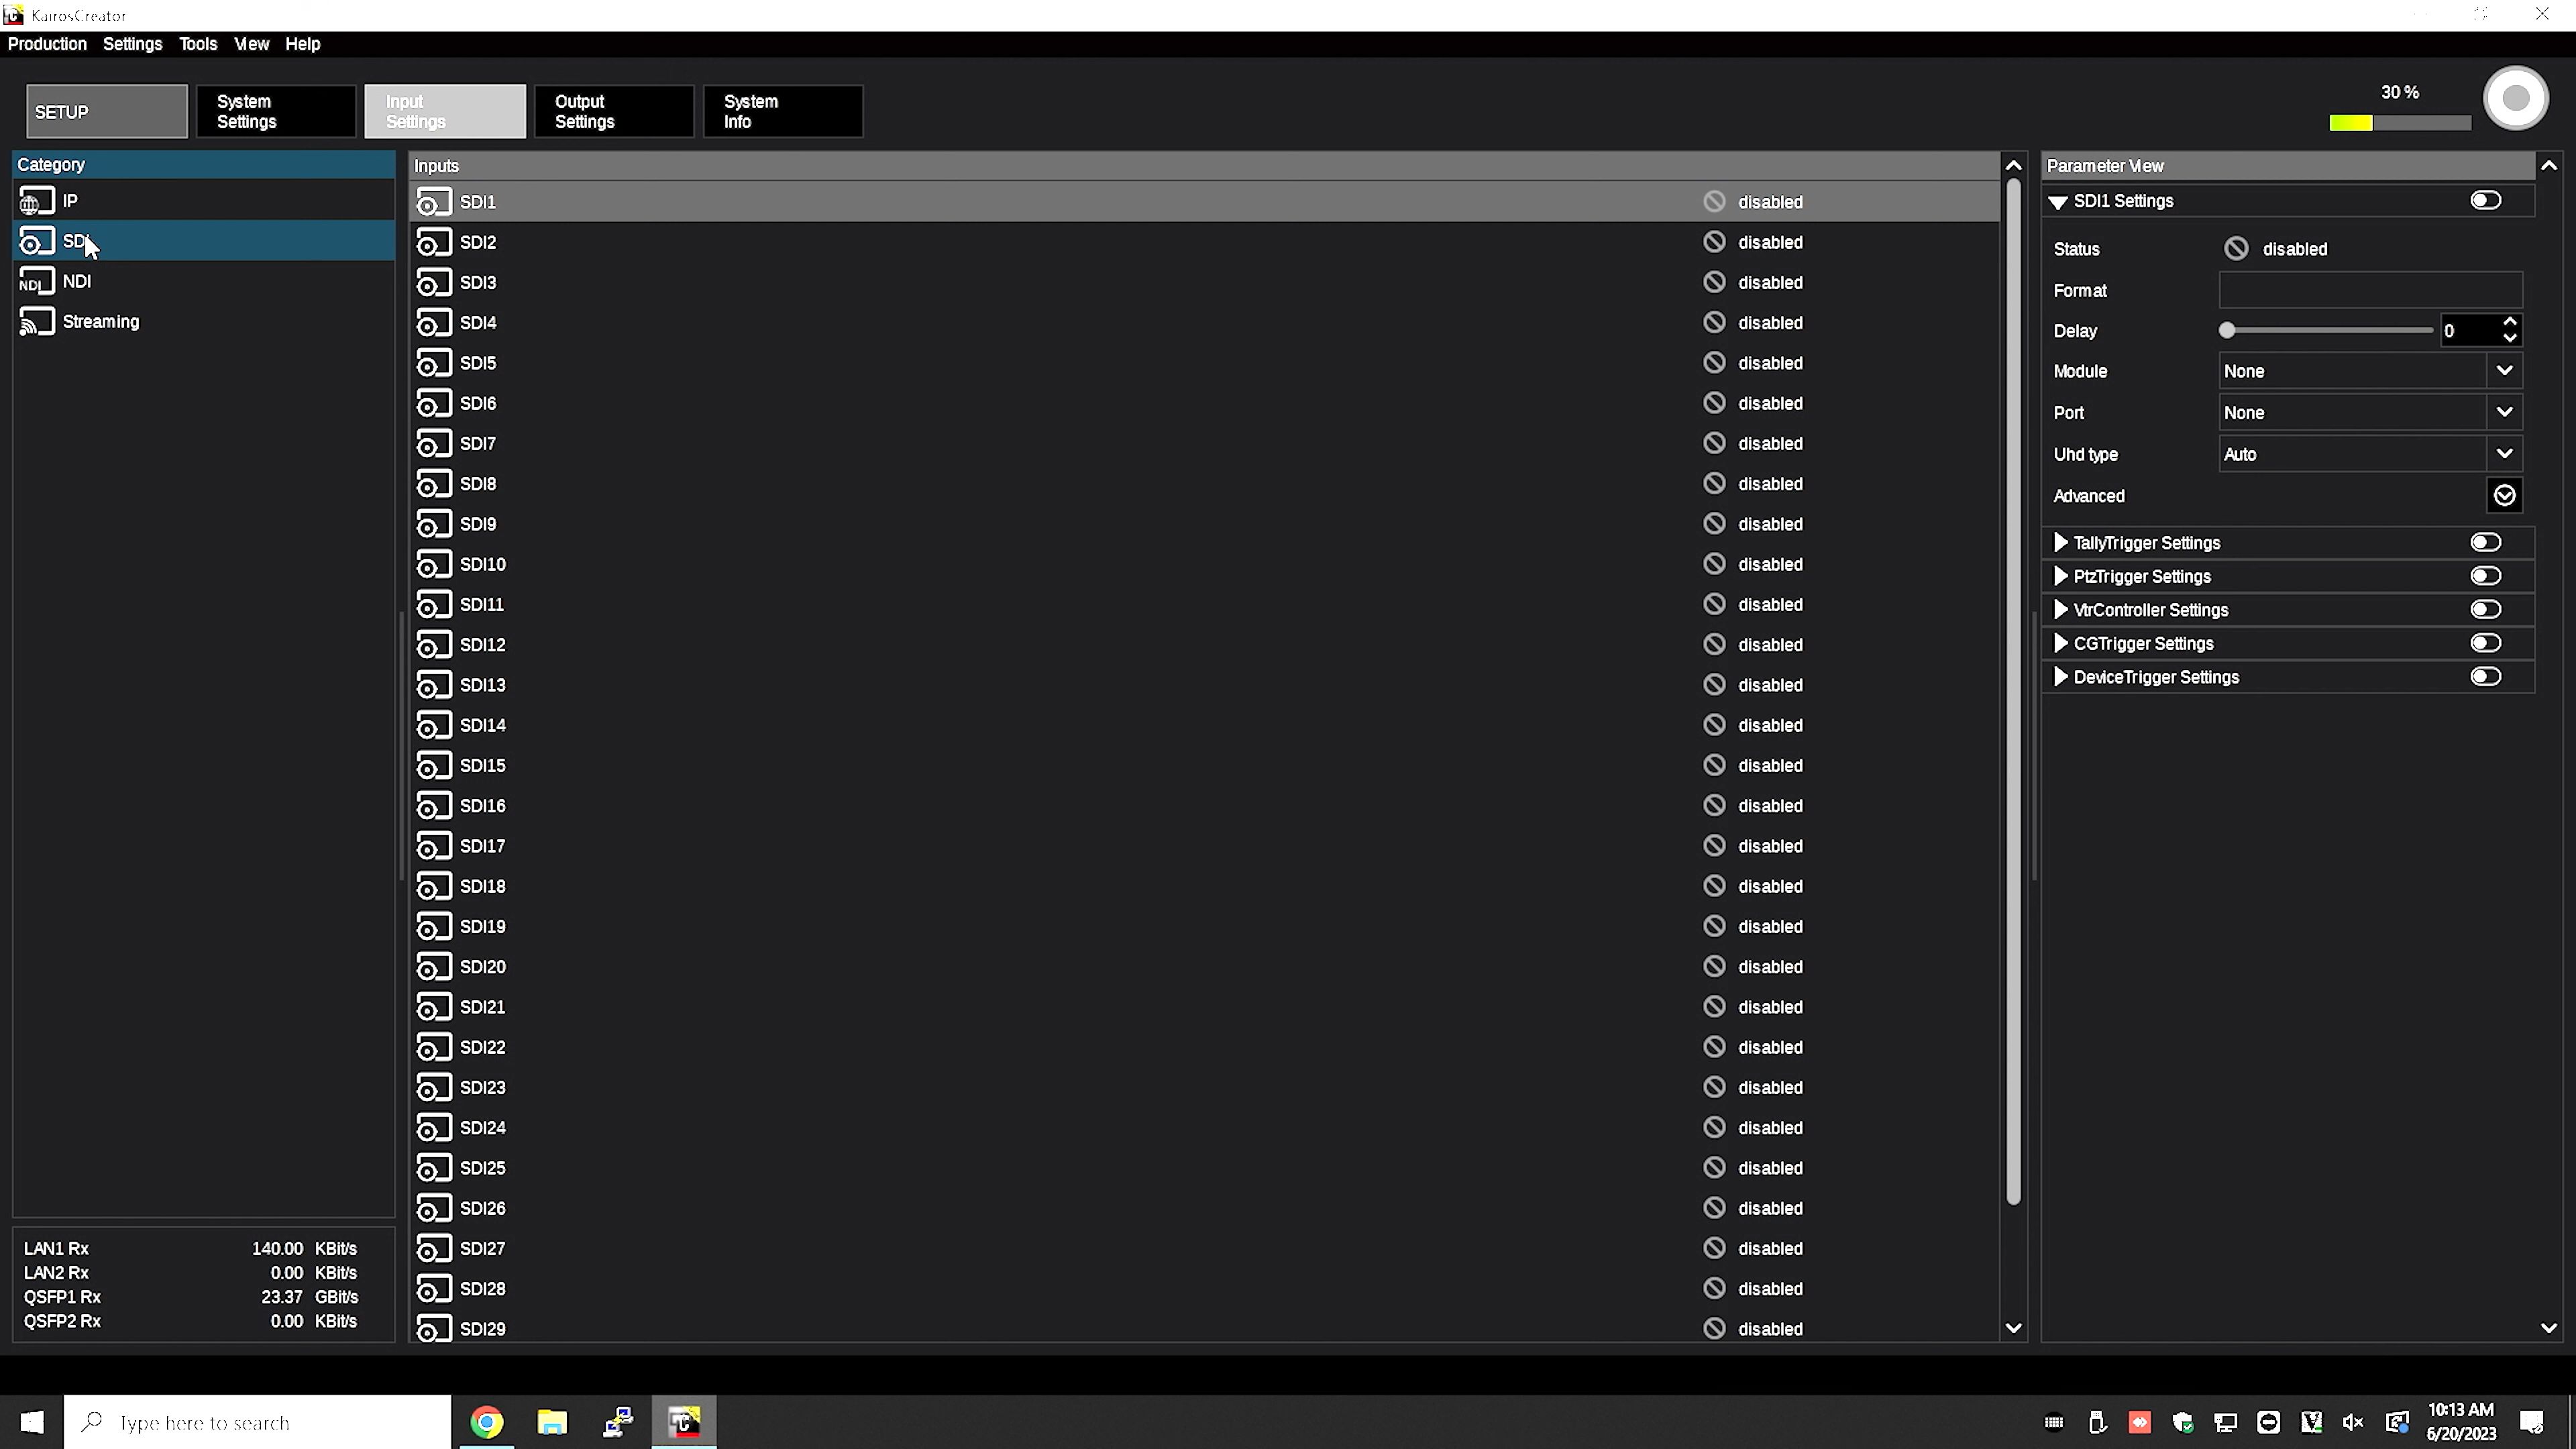 KairosCreator
Production Settings Tools View Help
SETUP
System Settings
Input Settings
Output Settings
System Info
30 %
Category
IP
SDI
NDI
Streaming
Inputs
SDI1 disabled
SDI2 disabled
SDI3 disabled
SDI4 disabled
SDI5 disabled
SDI6 disabled
SDI7 disabled
SDI8 disabled
SDI9 disabled
SDI10 disabled
SDI11 disabled
SDI12 disabled
SDI13 disabled
SDI14 disabled
SDI15 disabled
SDI16 disabled
SDI17 disabled
SDI18 disabled
SDI19 disabled
SDI20 disabled
SDI21 disabled
SDI22 disabled
SDI23 disabled
SDI24 disabled
SDI25 disabled
SDI26 disabled
SDI27 disabled
SDI28 disabled
SDI29 disabled
Parameter View
SDI1 Settings
Status disabled
Format
Delay 0
Module None
Port None
Uhd type Auto
Advanced
TallyTrigger Settings
PtzTrigger Settings
VtrController Settings
CGTrigger Settings
DeviceTrigger Settings
LAN1 Rx 140.00 KBit/s
LAN2 Rx 0.00 KBit/s
QSFP1 Rx 23.37 GBit/s
QSFP2 Rx 0.00 KBit/s
Type here to search
10:13 AM
6/20/2023